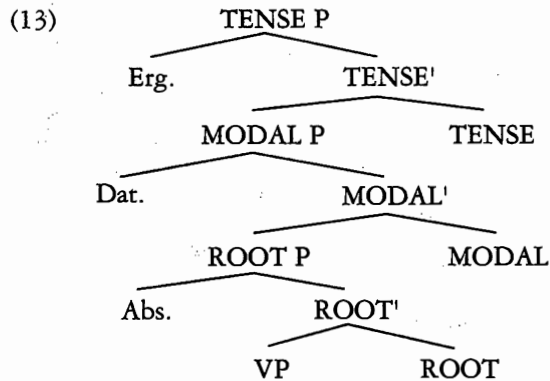 (13) TENSE P
Erg. TENSE'
MODAL P TENSE
Dat. MODAL'
ROOT P MODAL
Abs. ROOT'
VP ROOT